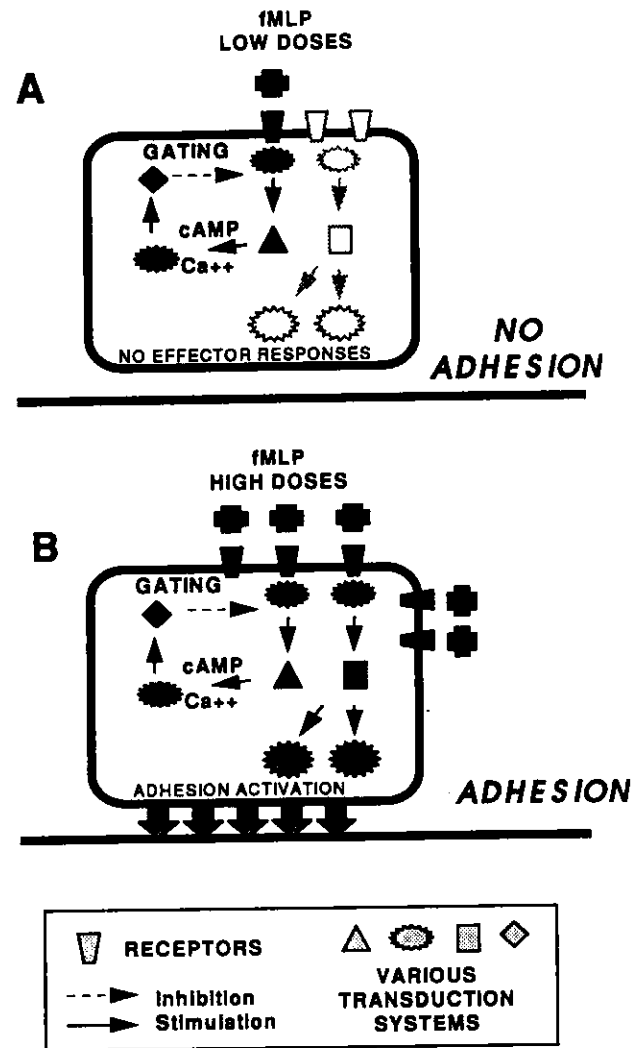 fMLP
LOW DOSES
A
GATING
cAMP
Ca++
NO EFFECTOR RESPONSES
NO
ADHESION
fMLP
HIGH DOSES
B
GATING
cAMP
Ca++
ADHESION ACTIVATION
ADHESION
RECEPTORS
Inhibition
Stimulation
VARIOUS
TRANSDUCTION
SYSTEMS